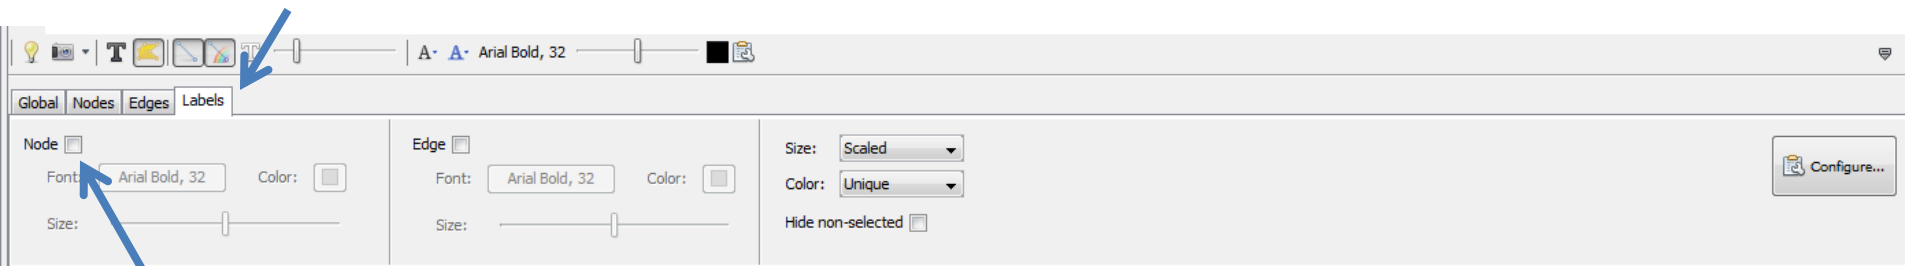 T T A- A- Arial Bold, 32
Global Nodes Edges Labels
Node Edge Size: Scaled
Font: Arial Bold, 32 Color: Font: Arial Bold, 32 Color: Color: Unique Configure...
Size: Size: Hide non-selected